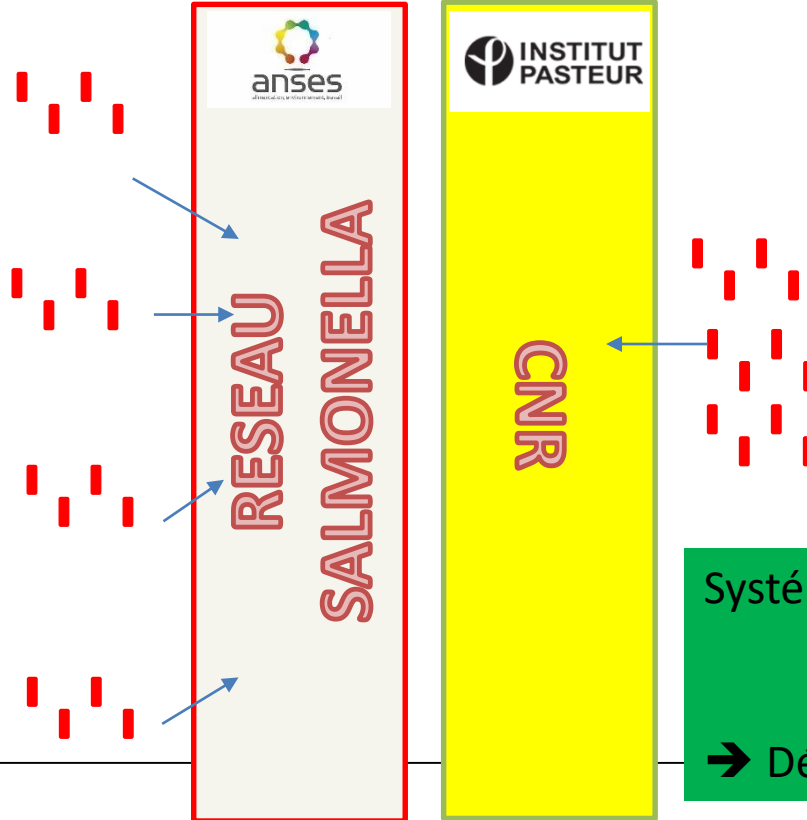 anses
INSTITUT
PASTEUR
RESEAU
SALMONELLA
CNR
Systé
➔ Dé